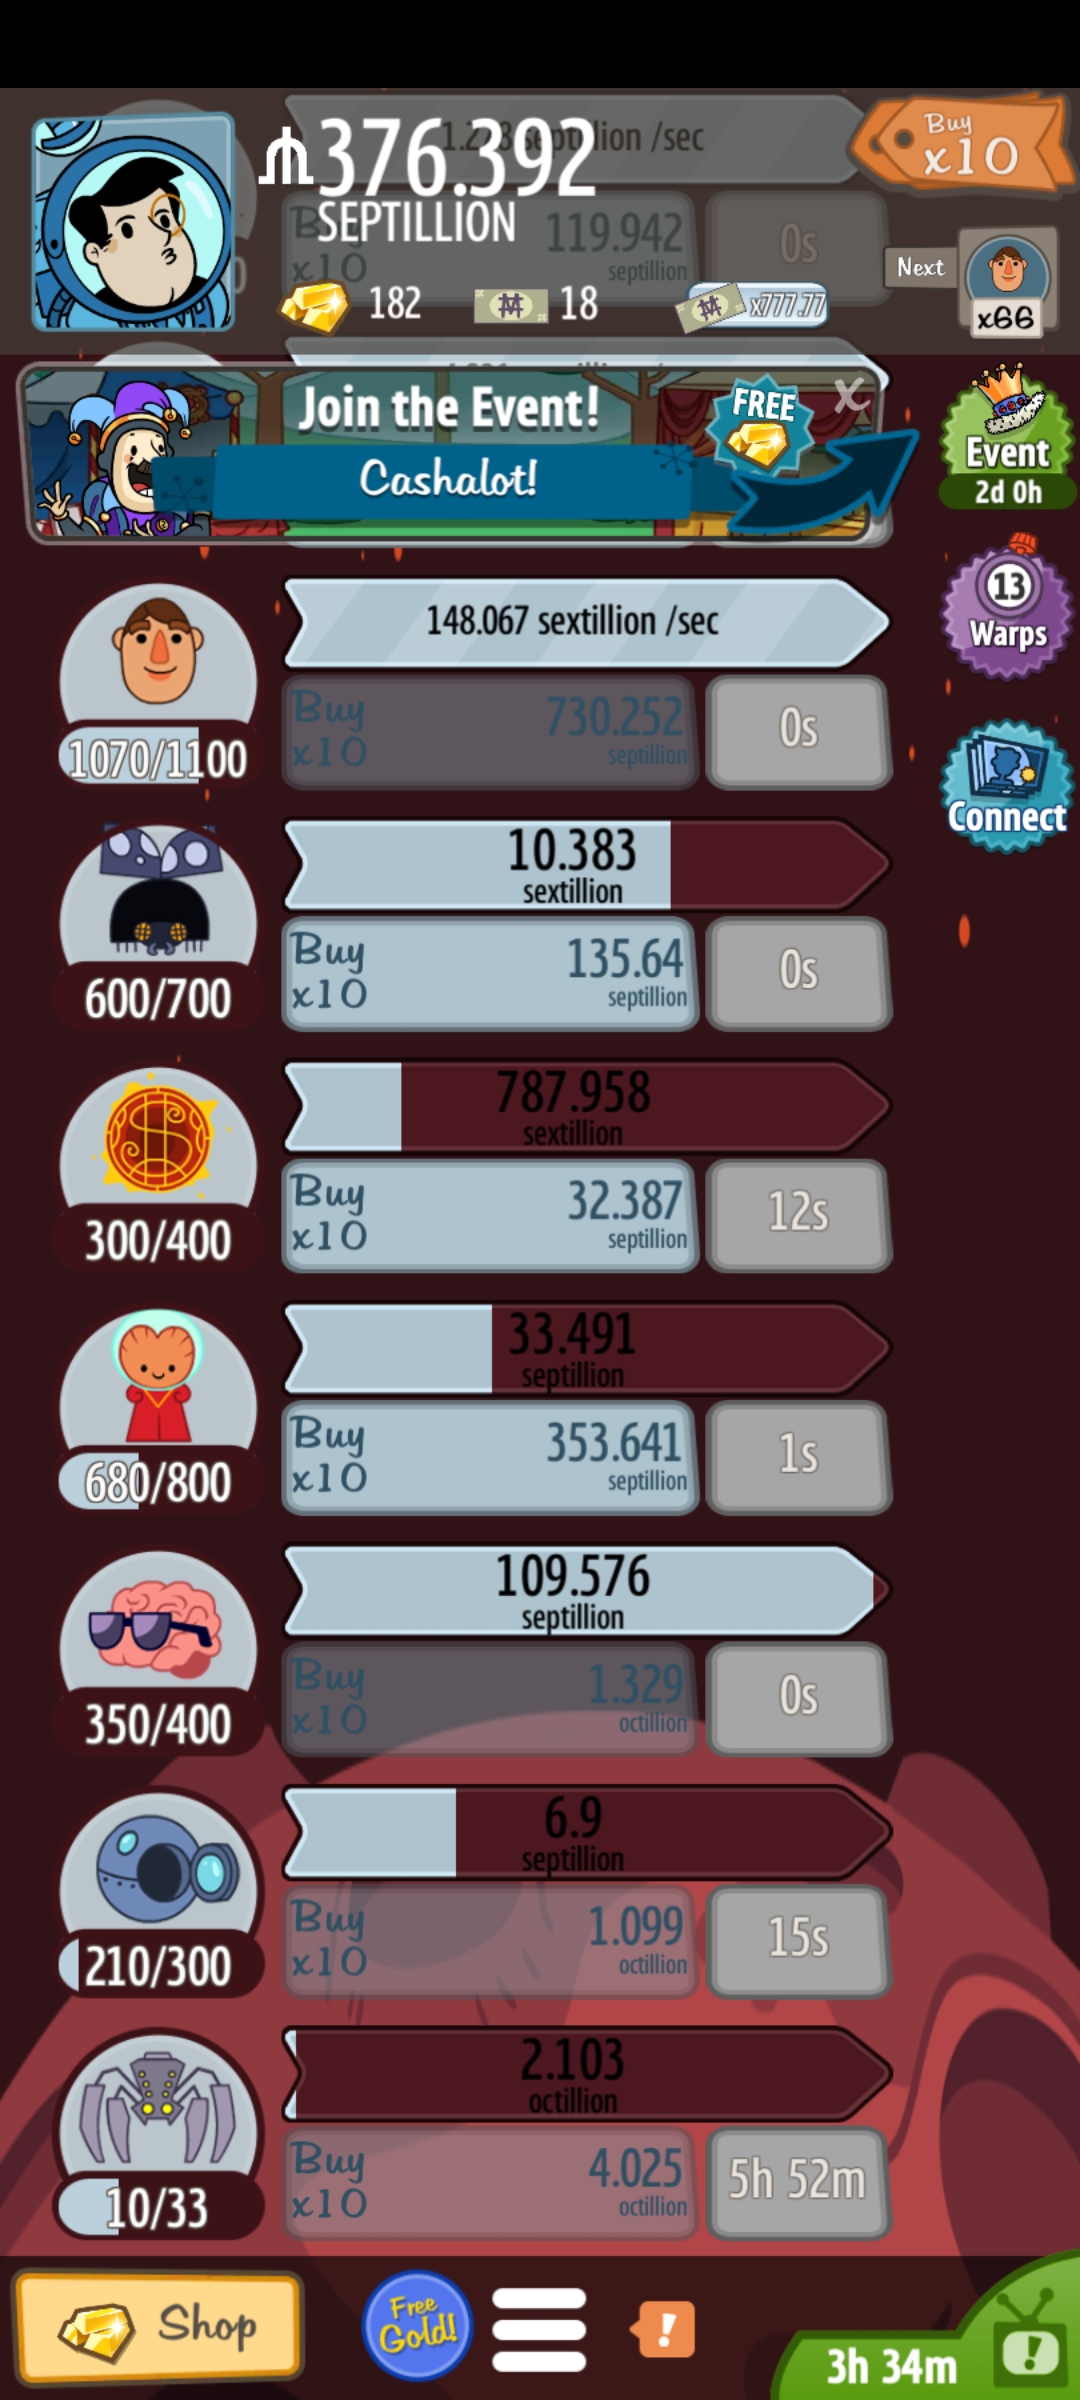 1.273 septillion /sec
376.392
SEPTILLION
Buy
x10
Buy
x10
119.942
septillion
0s
182
18
x777.77
Next
x66
Join the Event!
FREE
X
Cashalot!
Event
2d 0h
13
Warps
Connect
148.067 sextillion /sec
Buy
x10
730.252
septillion
0s
1070/1100
10.383
sextillion
Buy
x10
135.64
septillion
0s
600/700
787.958
sextillion
Buy
x10
32.387
septillion
12s
300/400
33.491
septillion
Buy
x10
353.641
septillion
1s
680/800
109.576
septillion
Buy
x10
1.329
octillion
0s
350/400
6.9
septillion
Buy
x10
1.099
octillion
15s
210/300
2.103
octillion
Buy
x10
4.025
octillion
5h 52m
10/33
Shop
Free
Gold!
!
3h 34m
!